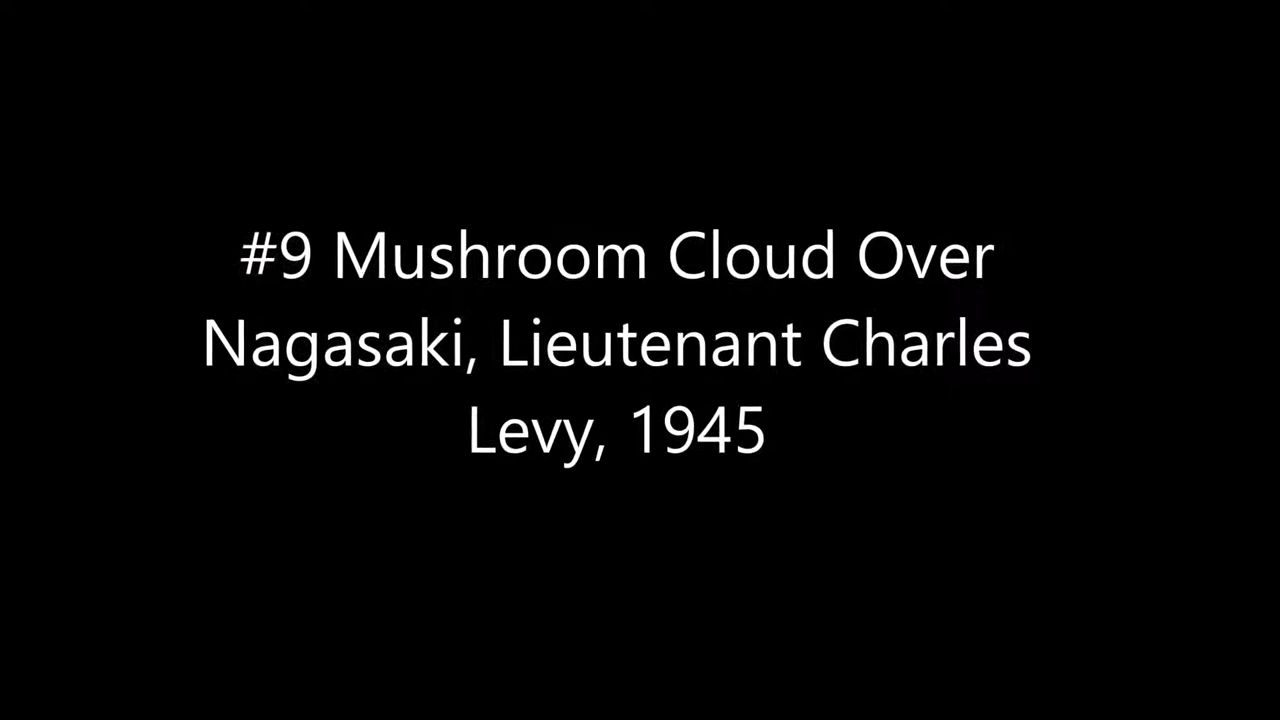 #9 Mushroom Cloud Over
Nagasaki, Lieutenant Charles
Levy, 1945